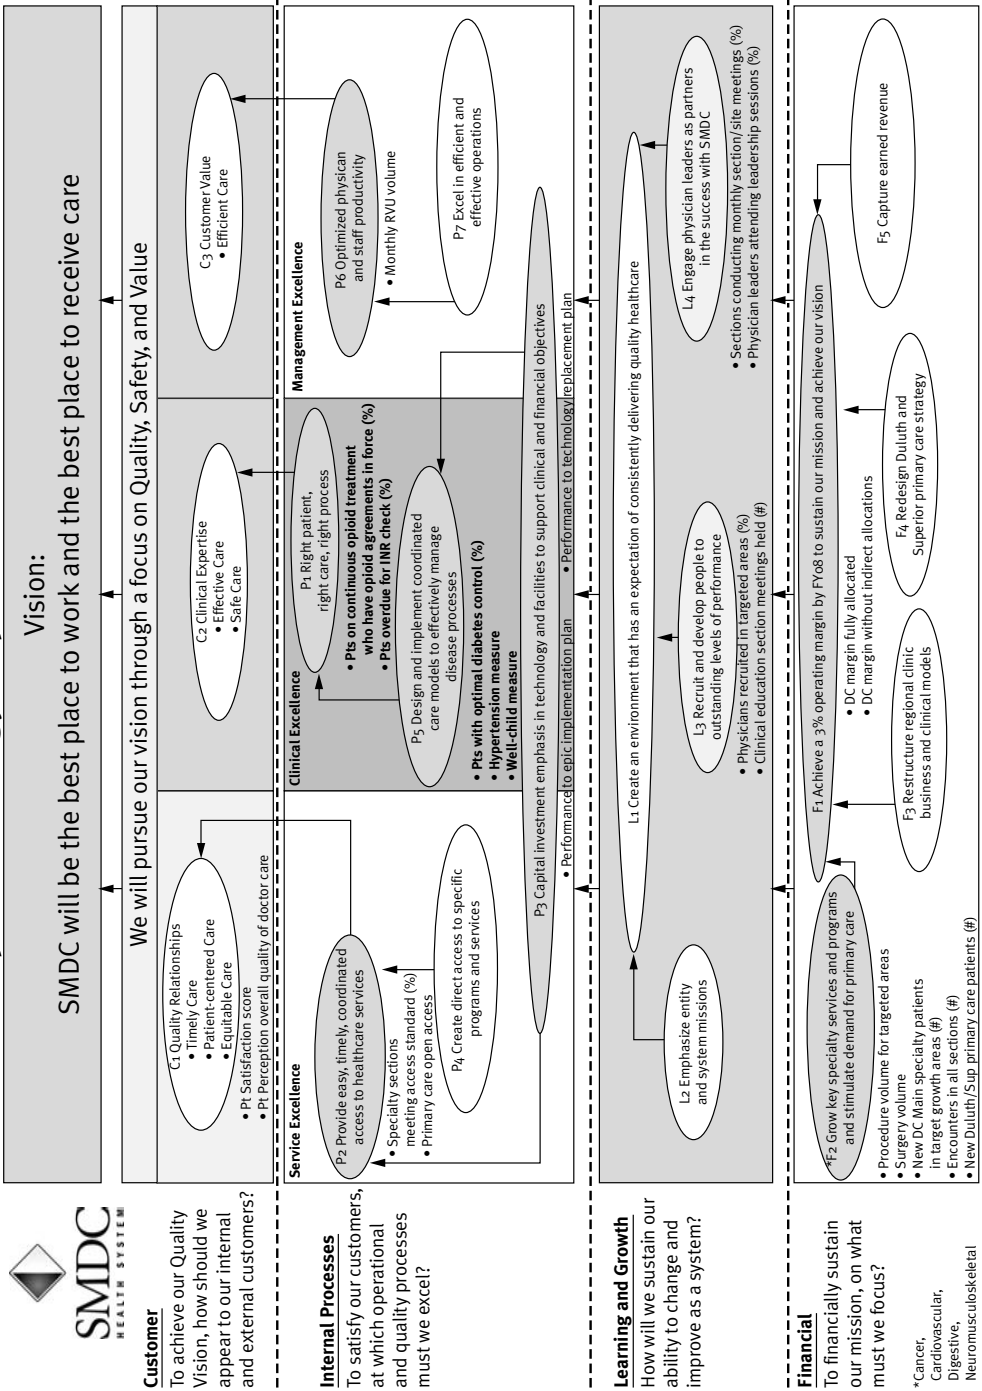 Vision:
SMDC will be the best place to work and the best place to receive care
SMDC
HEALTH SYSTEM
We will pursue our vision through a focus on Quality, Safety, and Value
Customer
To achieve our Quality
Vision, how should we
appear to our internal
and external customers?
C1 Quality Relationships
• Timely Care
• Patient-centered Care
• Equitable Care
• Pt Satisfaction score
• Pt Perception overall quality of doctor care
C2 Clinical Expertise
• Effective Care
• Safe Care
C3 Customer Value
• Efficient Care
Internal Processes
To satisfy our customers,
at which operational
and quality processes
must we excel?
Service Excellence
P2 Provide easy, timely, coordinated
access to healthcare services
• Specialty sections
meeting access standard (%)
• Primary care open access
P4 Create direct access to specific
programs and services
Clinical Excellence
P1 Right patient,
right care, right process
• Pts on continuous opioid treatment
who have opioid agreements in force (%)
• Pts overdue for INR check (%)
P5 Design and implement coordinated
care models to effectively manage
disease processes
• Pts with optimal diabetes control (%)
• Hypertension measure
• Well-child measure
Management Excellence
P6 Optimized physican
and staff productivity
• Monthly RVU volume
P7 Excel in efficient and
effective operations
P3 Capital investment emphasis in technology and facilities to support clinical and financial objectives
• Performance to epic implementation plan
• Performance to technology replacement plan
Learning and Growth
How will we sustain our
ability to change and
improve as a system?
L1 Create an environment that has an expectation of consistently delivering quality healthcare
L2 Emphasize entity
and system missions
L3 Recruit and develop people to
outstanding levels of performance
• Physicians recruited in targeted areas (%)
• Clinical education section meetings held (#)
L4 Engage physician leaders as partners
in the success with SMDC
• Sections conducting monthly section/site meetings (%)
• Physician leaders attending leadership sessions (%)
Financial
To financially sustain
our mission, on what
must we focus?
*Cancer,
Cardiovascular,
Digestive,
Neuromusculoskeletal
*F2 Grow key specialty services and programs
and stimulate demand for primary care
• Procedure volume for targeted areas
• Surgery volume
• New DC Main specialty patients
in target growth areas (#)
• Encounters in all sections (#)
• New Duluth/Sup primary care patients (#)
F1 Achieve a 3% operating margin by FY08 to sustain our mission and achieve our vision
• DC margin fully allocated
• DC margin without indirect allocations
F3 Restructure regional clinic
business and clinical models
F4 Redesign Duluth and
Superior primary care strategy
F5 Capture earned revenue